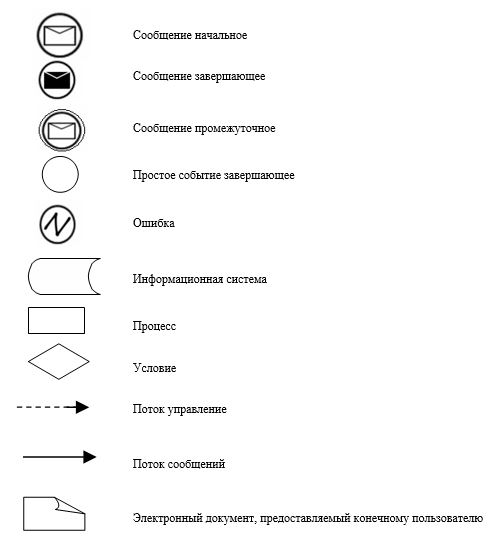 Сообщение начальное
Сообщение завершающее
Сообщение промежуточное
Простое событие завершающее
Ошибка
Информационная система
Процесс
Условие
Поток управление
Поток сообщений
Электронный документ, предоставляемый конечному пользователю